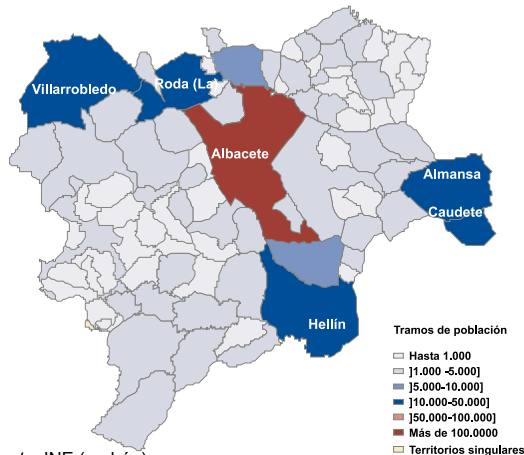 Villarrobledo
Roda (La)
Albacete
Almansa
Caudete
Hellín
Tramos de población
Hasta 1.000
]1.000 -5.000]
]5.000-10.000]
]10.000-50.000]
]50.000-100.000]
Más de 100.0000
Territorios singulares
INE